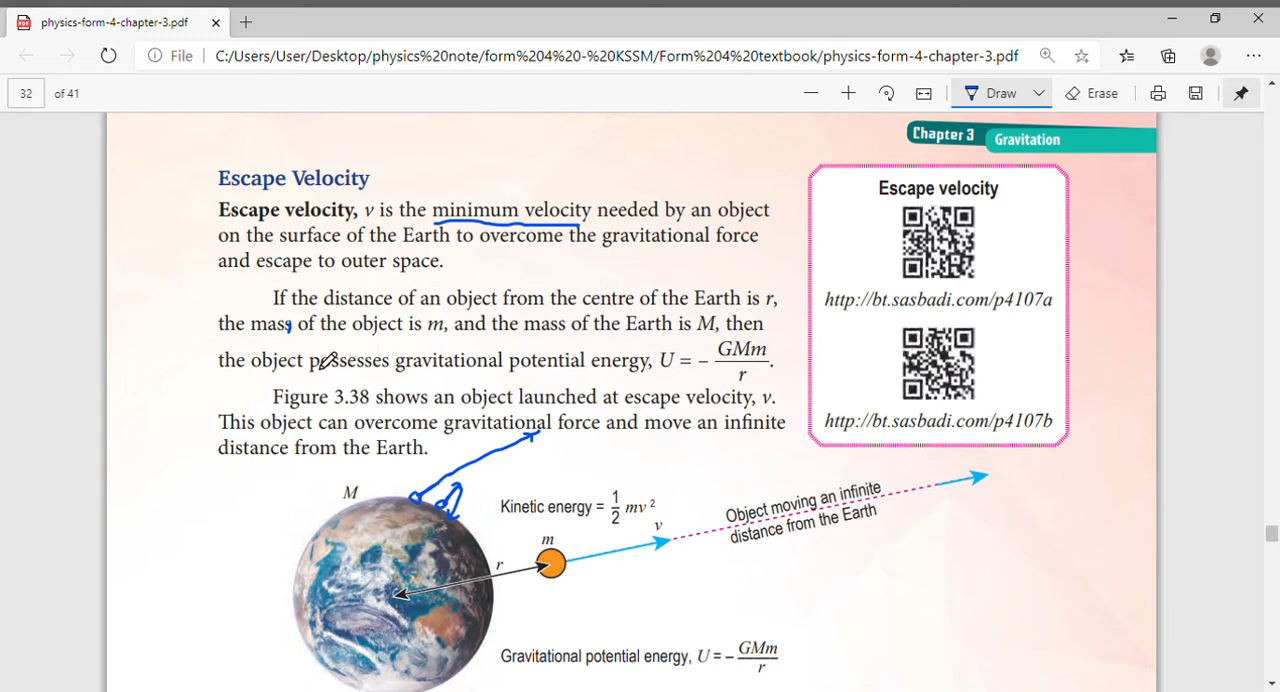 physics-form-4-chapter-3.pdf
File C:/Users/User/Desktop/physics%20note/form%204%20-%20KSSM/Form%204%20textbook/physics-form-4-chapter-3.pdf
32 of 41 Draw Erase
Chapter 3 Gravitation
Escape Velocity
Escape velocity, v is the minimum velocity needed by an object
on the surface of the Earth to overcome the gravitational force
and escape to outer space.
If the distance of an object from the centre of the Earth is r,
the mass of the object is m, and the mass of the Earth is M, then
the object possesses gravitational potential energy, U = – GMm/r.
Figure 3.38 shows an object launched at escape velocity, v.
This object can overcome gravitational force and move an infinite
distance from the Earth.
Escape velocity
http://bt.sasbadi.com/p4107a
http://bt.sasbadi.com/p4107b
M
Kinetic energy = 1/2 mv²
v
Object moving an infinite
distance from the Earth
m
r
Gravitational potential energy, U = – GMm/r